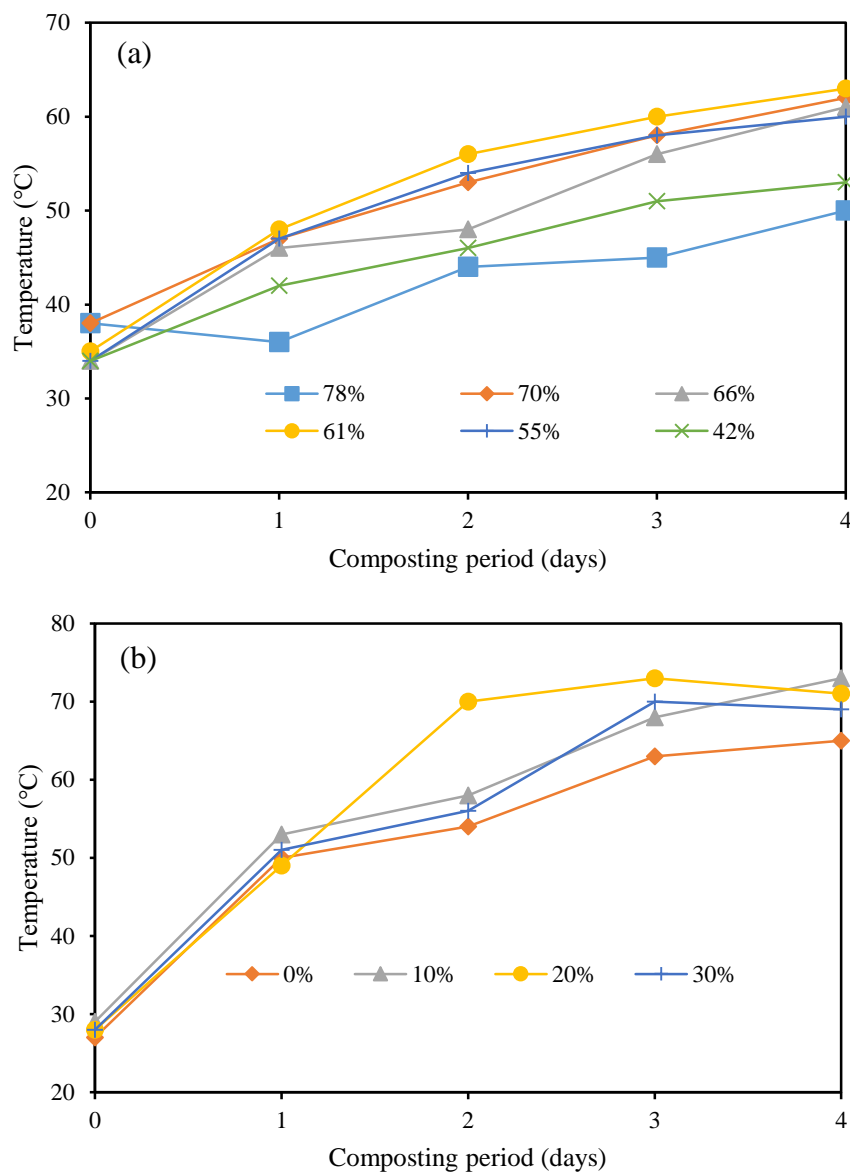 (a)
Temperature (°C)
70
60
50
40
30
20
78% 70% 66%
61% 55% 42%
0 1 2 3 4
Composting period (days)
(b)
Temperature (°C)
80
70
60
50
40
30
20
0% 10% 20% 30%
0 1 2 3 4
Composting period (days)